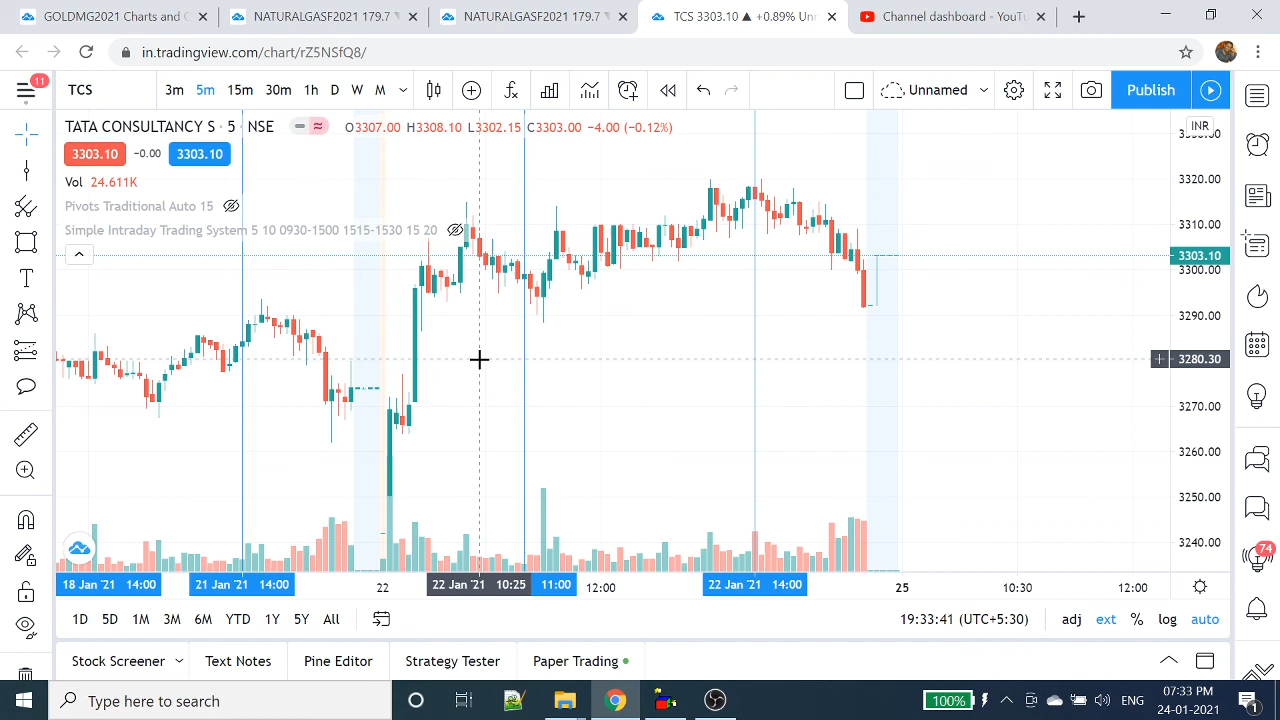 GOLDMG2021 Charts and C
NATURALGASF2021 179.7
NATURALGASF2021 179.
TCS 3303.10 ▲ +0.89% Un
Channel dashboard - YouTu
in.tradingview.com/chart/rZ5NSfQ8/
11
TCS
3m 5m 15m 30m 1h D W M
Unnamed
Publish
TATA CONSULTANCY S · 5 · NSE
O3307.00 H3308.10 L3302.15 C3303.00 −4.00 (−0.12%)
INR
3303.10 −0.00 3303.10
Vol 24.611K
Pivots Traditional Auto 15
Simple Intraday Trading System 5 10 0930-1500 1515-1530 15 20
3320.00
3310.00
3303.10
3300.00
3290.00
3280.30
3270.00
3260.00
3250.00
3240.00
74
18 Jan '21 14:00
21 Jan '21 14:00
22
22 Jan '21 10:25
11:00
12:00
22 Jan '21 14:00
25
10:30
12:00
1D 5D 1M 3M 6M YTD 1Y 5Y All
19:33:41 (UTC+5:30)
adj ext % log auto
Stock Screener
Text Notes
Pine Editor
Strategy Tester
Paper Trading
Type here to search
100%
ENG
07:33 PM
24-01-2021
1